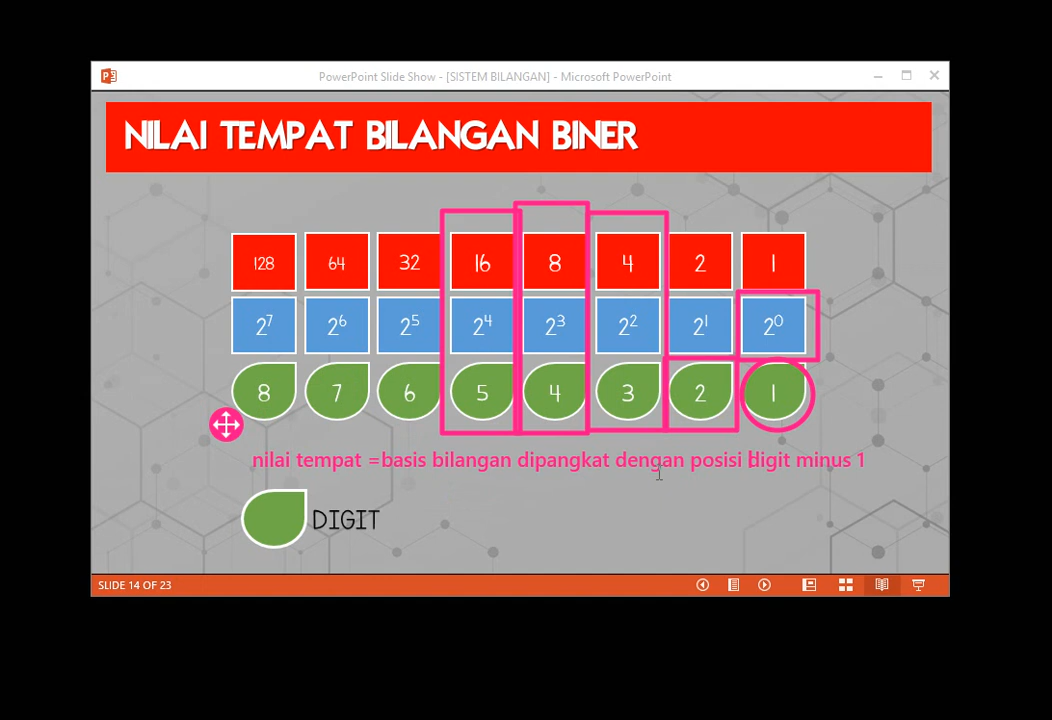 PowerPoint Slide Show - [SISTEM BILANGAN] - Microsoft PowerPoint
NILAI TEMPAT BILANGAN BINER
128 64 32 16 8 4 2 1
2⁷ 2⁶ 2⁵ 2⁴ 2³ 2² 2¹ 2⁰
8 7 6 5 4 3 2 1
nilai tempat =basis bilangan dipangkat dengan posisi digit minus 1
DIGIT
SLIDE 14 OF 23